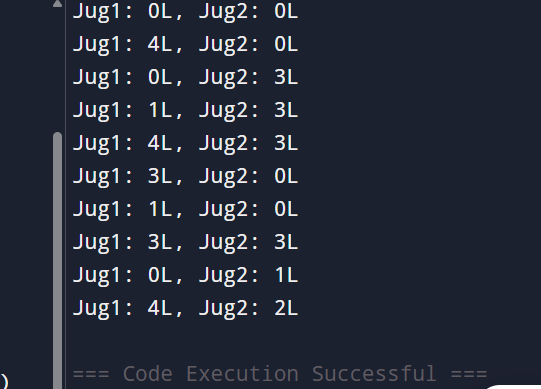 Jug1: 0L, Jug2: 0L
Jug1: 4L, Jug2: 0L
Jug1: 0L, Jug2: 3L
Jug1: 1L, Jug2: 3L
Jug1: 4L, Jug2: 3L
Jug1: 3L, Jug2: 0L
Jug1: 1L, Jug2: 0L
Jug1: 3L, Jug2: 3L
Jug1: 0L, Jug2: 1L
Jug1: 4L, Jug2: 2L
=== Code Execution Successful ===
)